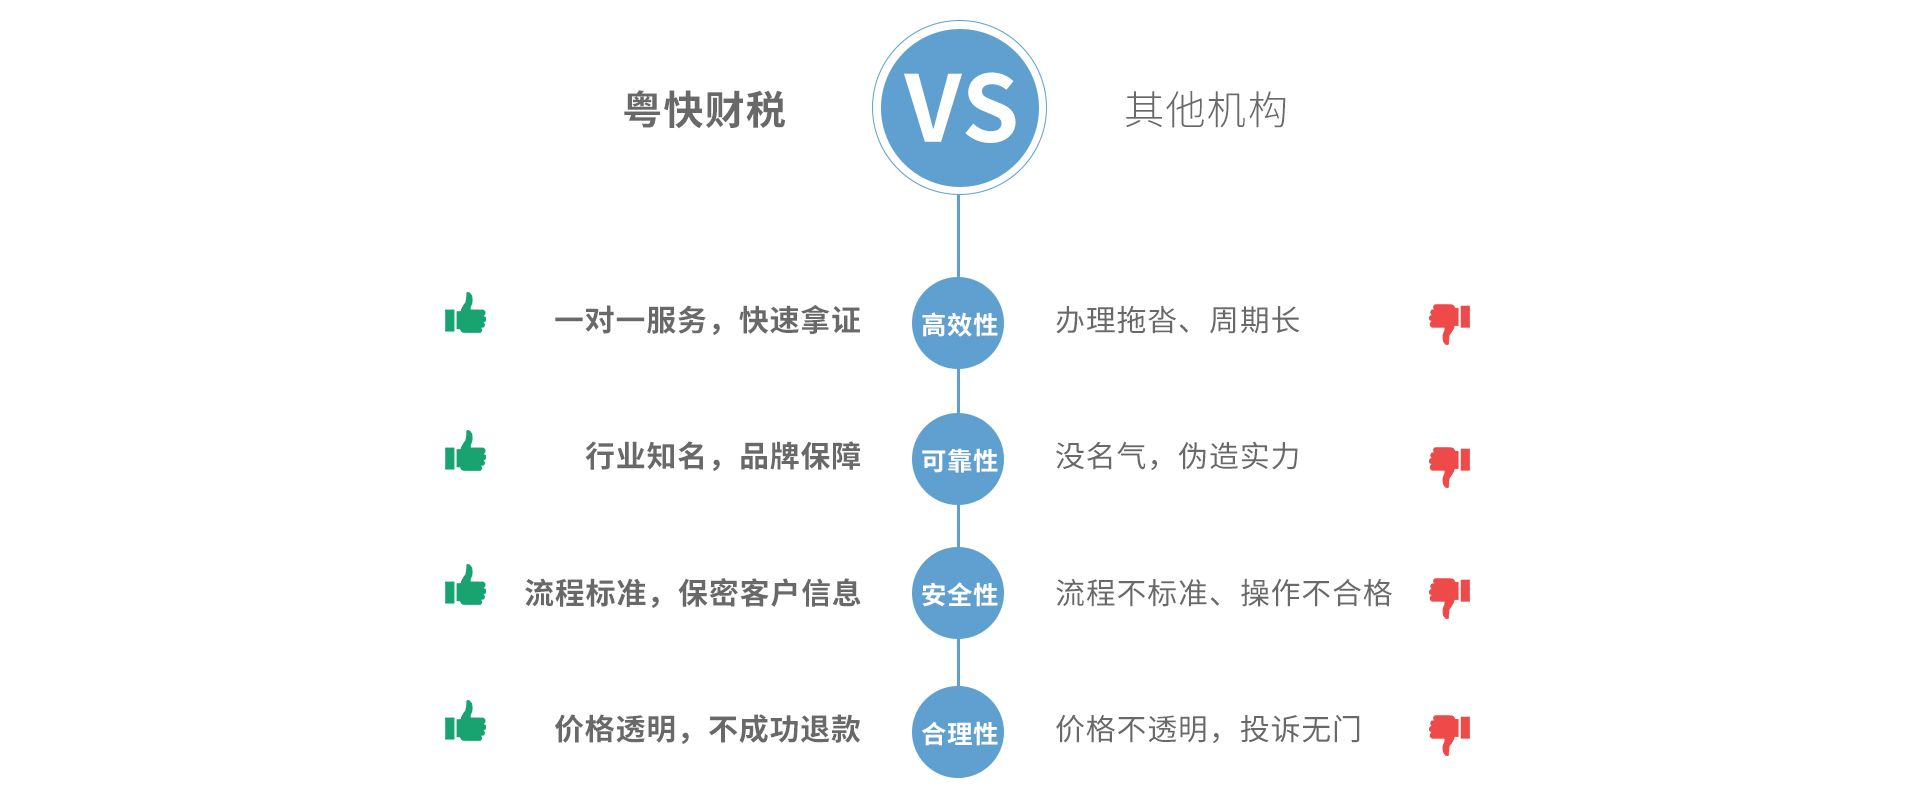 粤快财税
VS
其他机构
一对一服务，快速拿证
高效性
办理拖沓、周期长
行业知名，品牌保障
可靠性
没名气，伪造实力
流程标准，保密客户信息
安全性
流程不标准、操作不合格
价格透明，不成功退款
合理性
价格不透明，投诉无门